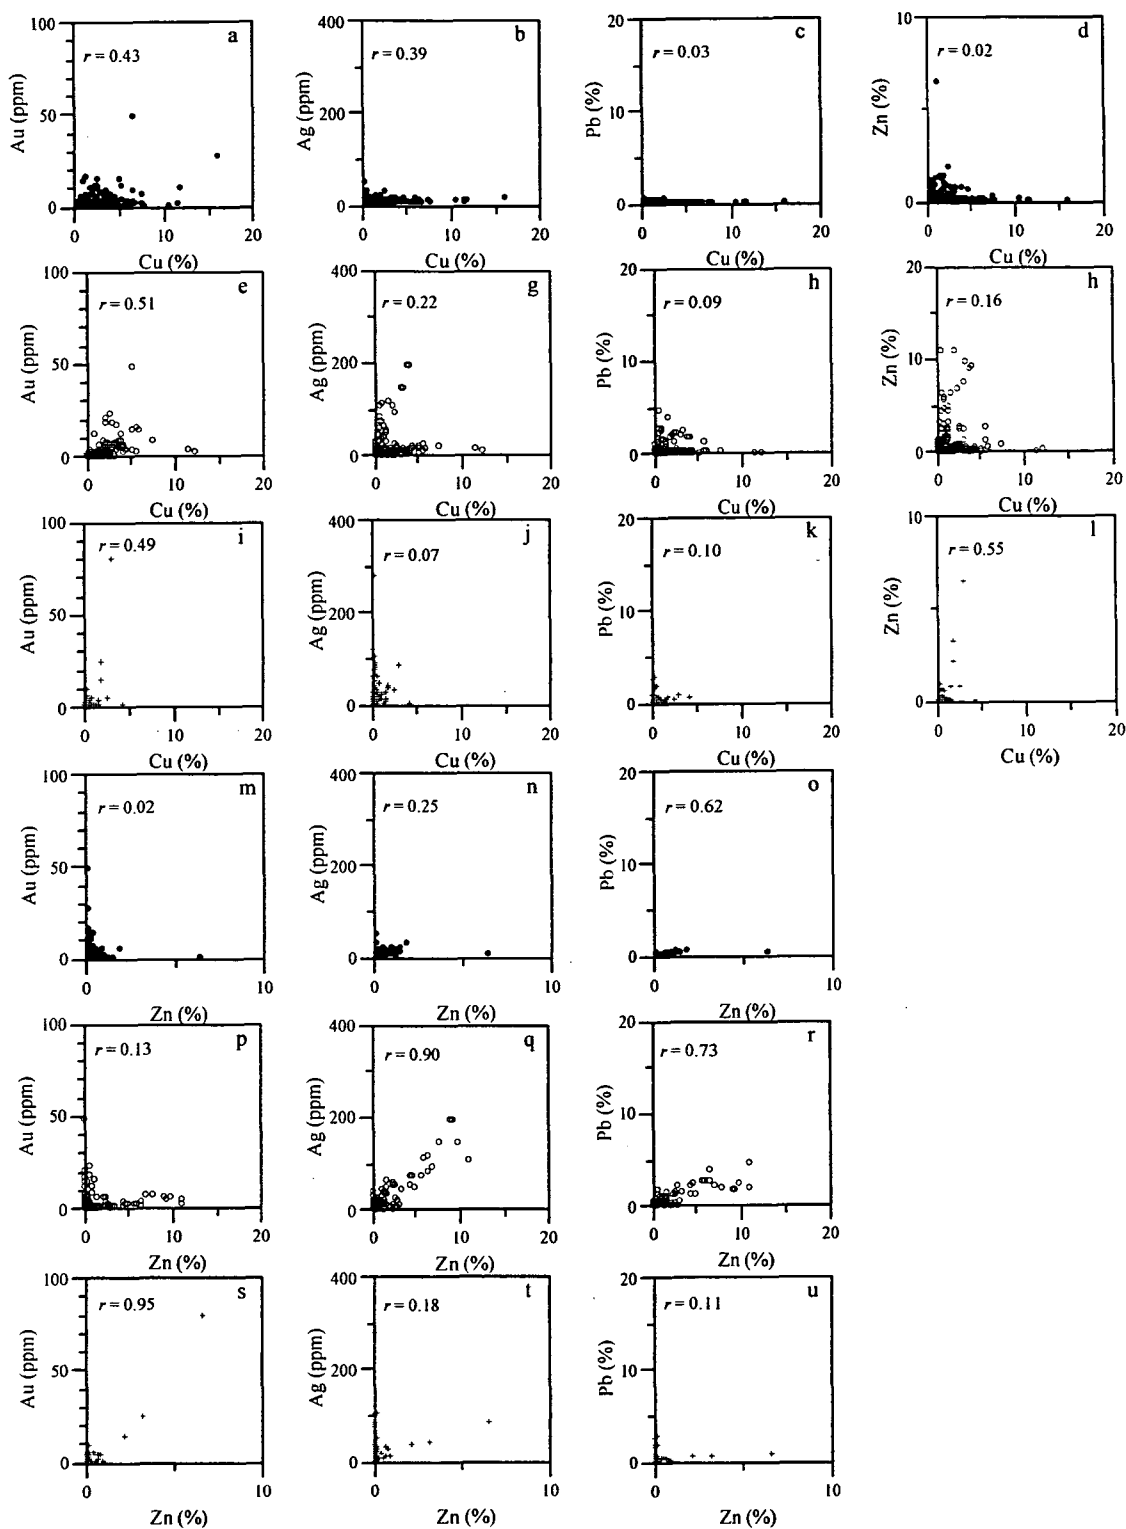 100 a
r = 0.43
Au (ppm)
50
0
0 10 20
Cu (%)
400 b
r = 0.39
Ag (ppm)
200
0
0 10 20
Cu (%)
20 c
r = 0.03
Pb (%)
10
0
0 10 20
Cu (%)
10 d
r = 0.02
Zn (%)
5
0
0 10 20
Cu (%)
100 e
r = 0.51
Au (ppm)
50
0
0 10 20
Cu (%)
400 g
r = 0.22
Ag (ppm)
200
0
0 10 20
Cu (%)
20 h
r = 0.09
Pb (%)
10
0
0 10 20
Cu (%)
20 h
r = 0.16
Zn (%)
10
0
0 10 20
Cu (%)
100 i
r = 0.49
Au (ppm)
50
0
0 10 20
Cu (%)
400 j
r = 0.07
Ag (ppm)
200
0
0 10 20
Cu (%)
20 k
r = 0.10
Pb (%)
10
0
0 10 20
Cu (%)
10 l
r = 0.55
Zn (%)
5
0
0 10 20
Cu (%)
100 m
r = 0.02
Au (ppm)
50
0
0 10
Zn (%)
400 n
r = 0.25
Ag (ppm)
200
0
0 10
Zn (%)
20 o
r = 0.62
Pb (%)
10
0
0 10
Zn (%)
100 p
r = 0.13
Au (ppm)
50
0
0 10 20
Zn (%)
400 q
r = 0.90
Ag (ppm)
200
0
0 10 20
Zn (%)
20 r
r = 0.73
Pb (%)
10
0
0 10 20
Zn (%)
100 s
r = 0.95
Au (ppm)
50
0
0 10
Zn (%)
400 t
r = 0.18
Ag (ppm)
200
0
0 10
Zn (%)
20 u
r = 0.11
Pb (%)
10
0
0 10
Zn (%)